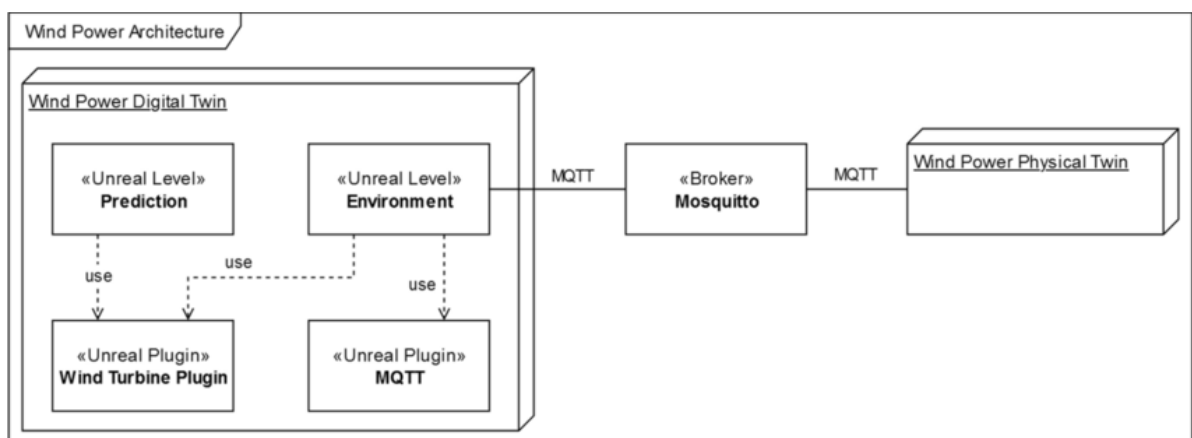 Wind Power Architecture
Wind Power Digital Twin
«Unreal Level»
Prediction
«Unreal Level»
Environment
MQTT
«Broker»
Mosquitto
MQTT
Wind Power Physical Twin
use
use
use
«Unreal Plugin»
Wind Turbine Plugin
«Unreal Plugin»
MQTT